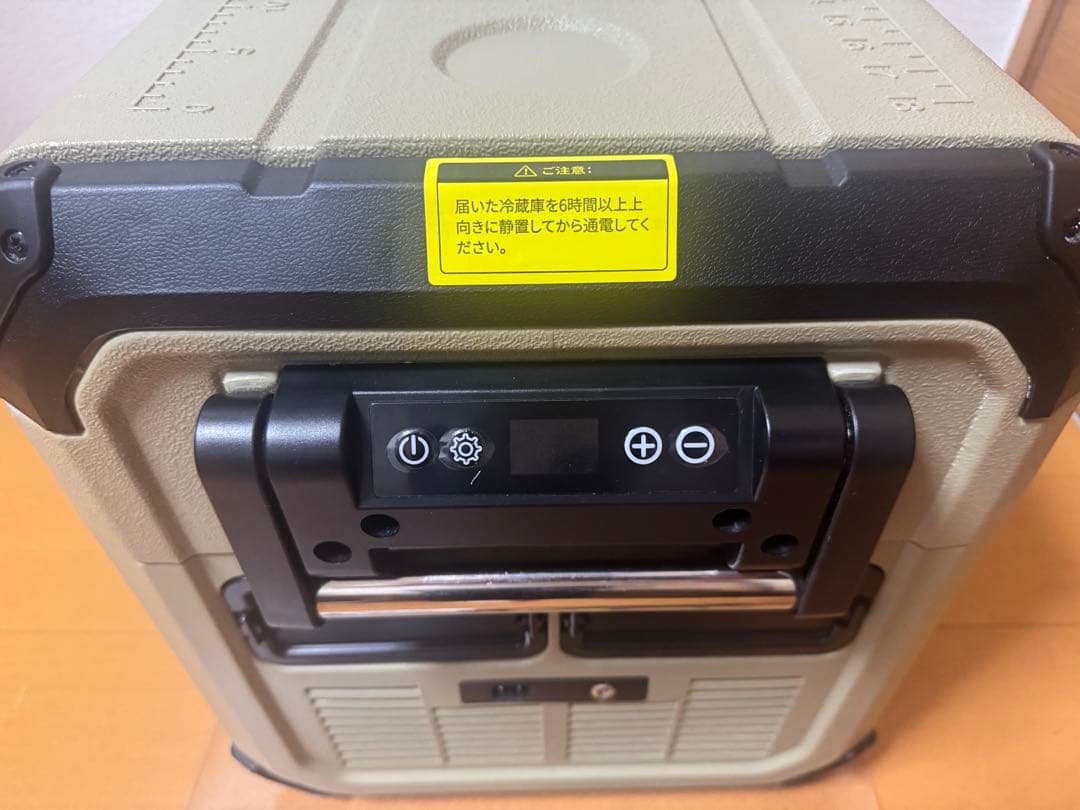 ⚠ ご注意:
届いた冷蔵庫を6時間以上上
向きに静置してから通電してく
ださい。